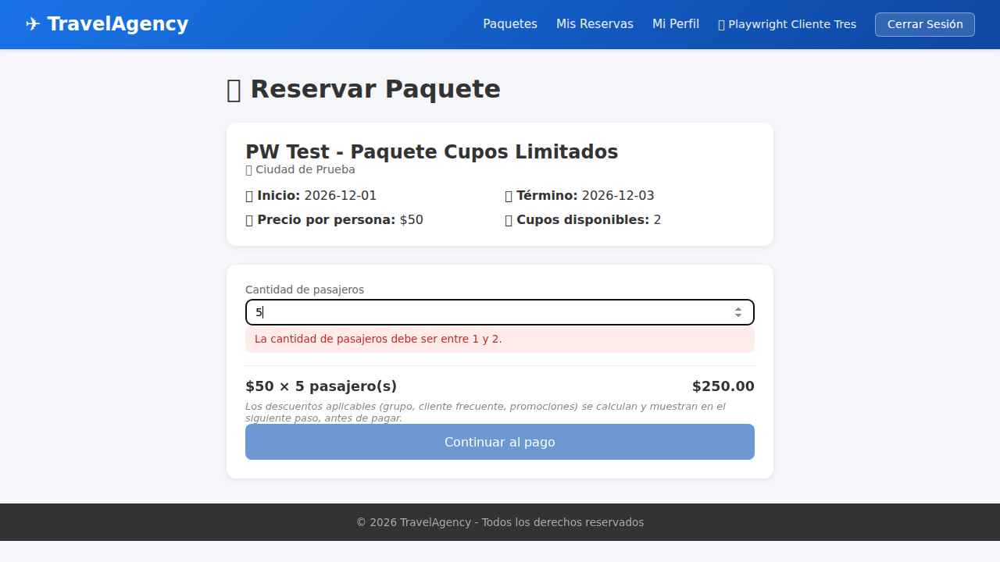 ✈ TravelAgency
Paquetes Mis Reservas Mi Perfil Playwright Cliente Tres Cerrar Sesión
Reservar Paquete
PW Test - Paquete Cupos Limitados
Ciudad de Prueba
Inicio: 2026-12-01 Término: 2026-12-03
Precio por persona: $50 Cupos disponibles: 2
Cantidad de pasajeros
5
La cantidad de pasajeros debe ser entre 1 y 2.
$50 × 5 pasajero(s) $250.00
Los descuentos aplicables (grupo, cliente frecuente, promociones) se calculan y muestran en el
siguiente paso, antes de pagar.
Continuar al pago
© 2026 TravelAgency - Todos los derechos reservados